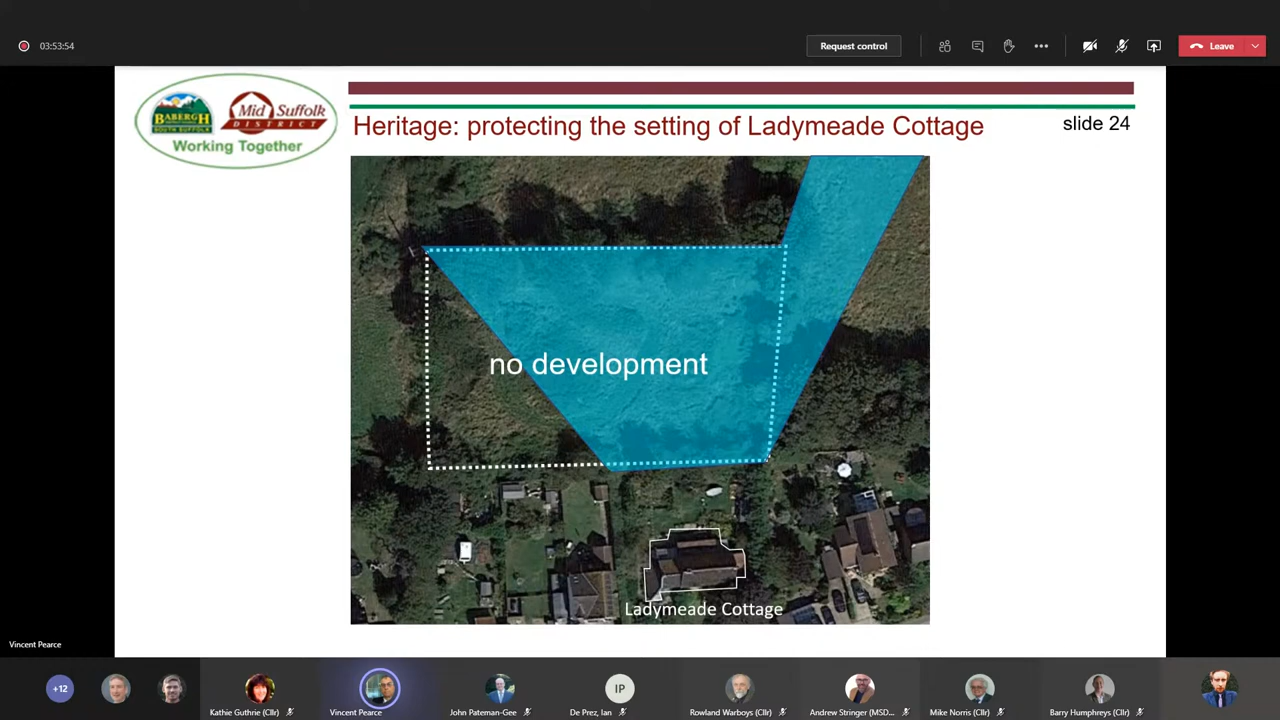 03:53:54
Request control
Leave
BABERGH
SOUTH SUFFOLK
Mid Suffolk
DISTRICT
Working Together
Heritage: protecting the setting of Ladymeade Cottage
slide 24
no development
Ladymeade Cottage
Vincent Pearce
+12
Kathie Guthrie (Cllr)
Vincent Pearce
John Pateman-Gee
IP
De Prez, Ian
Rowland Warboys (Cllr)
Andrew Stringer (MSD...
Mike Norris (Cllr)
Barry Humphreys (Cllr)